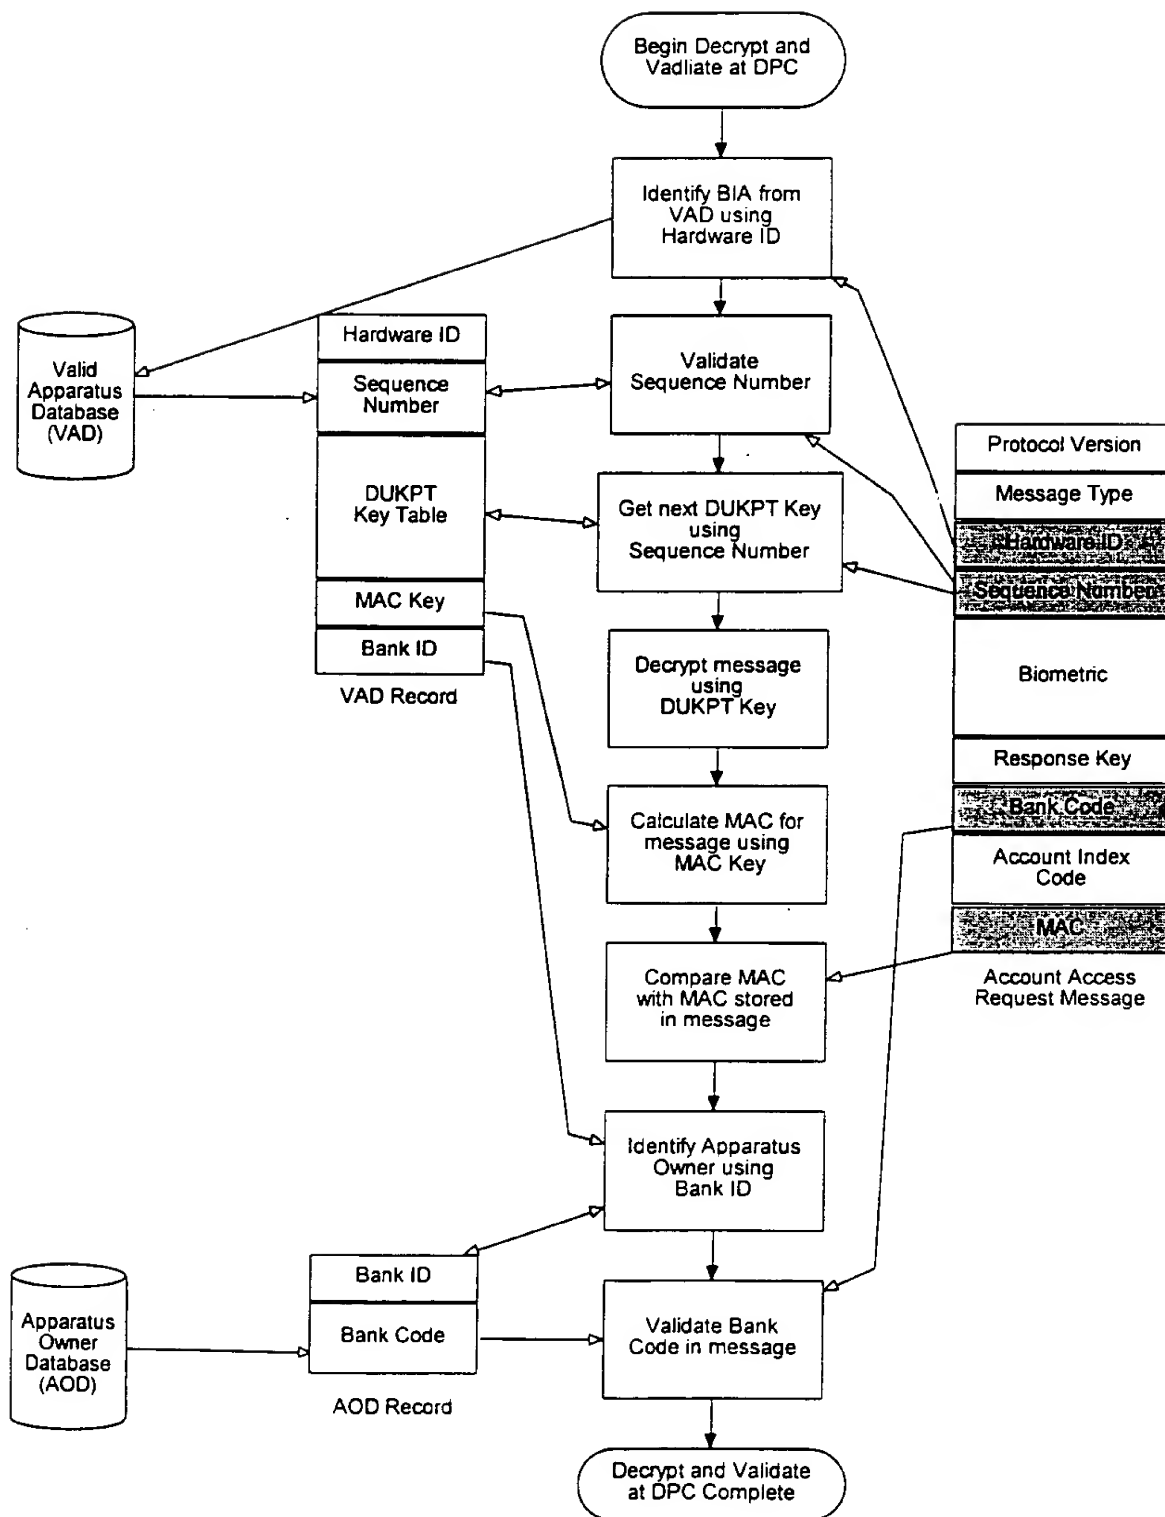 Begin Decrypt and
Vadliate at DPC
Identify BIA from
VAD using
Hardware ID
Valid
Apparatus
Database
(VAD)
Hardware ID
Sequence
Number
DUKPT
Key Table
MAC Key
Bank ID
VAD Record
Validate
Sequence Number
Get next DUKPT Key
using
Sequence Number
Decrypt message
using
DUKPT Key
Calculate MAC for
message using
MAC Key
Compare MAC
with MAC stored
in message
Identify Apparatus
Owner using
Bank ID
Validate Bank
Code in message
Decrypt and Validate
at DPC Complete
Protocol Version
Message Type
Hardware ID
Sequence Number
Biometric
Response Key
Bank Code
Account Index
Code
MAC
Account Access
Request Message
Apparatus
Owner
Database
(AOD)
Bank ID
Bank Code
AOD Record